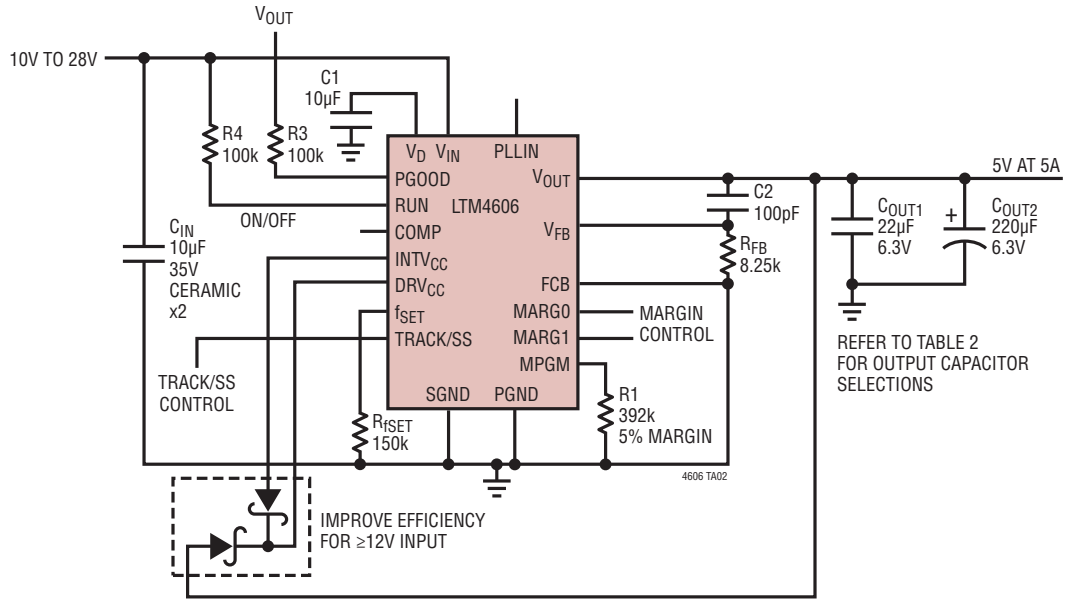 VOUT
10V TO 28V
C1
10µF
R4
100k
R3
100k
VD VIN PLLIN
PGOOD
RUN
COMP
INTVCC
DRVCC
fSET
TRACK/SS
SGND PGND
LTM4606
VOUT
VFB
FCB
MARG0
MARG1
MPGM
ON/OFF
CIN
10µF
35V
CERAMIC
x2
TRACK/SS
CONTROL
RfSET
150k
C2
100pF
RFB
8.25k
MARGIN
CONTROL
R1
392k
5% MARGIN
5V AT 5A
COUT1
22µF
6.3V
+
COUT2
220µF
6.3V
REFER TO TABLE 2
FOR OUTPUT CAPACITOR
SELECTIONS
4606 TA02
IMPROVE EFFICIENCY
FOR ≥12V INPUT